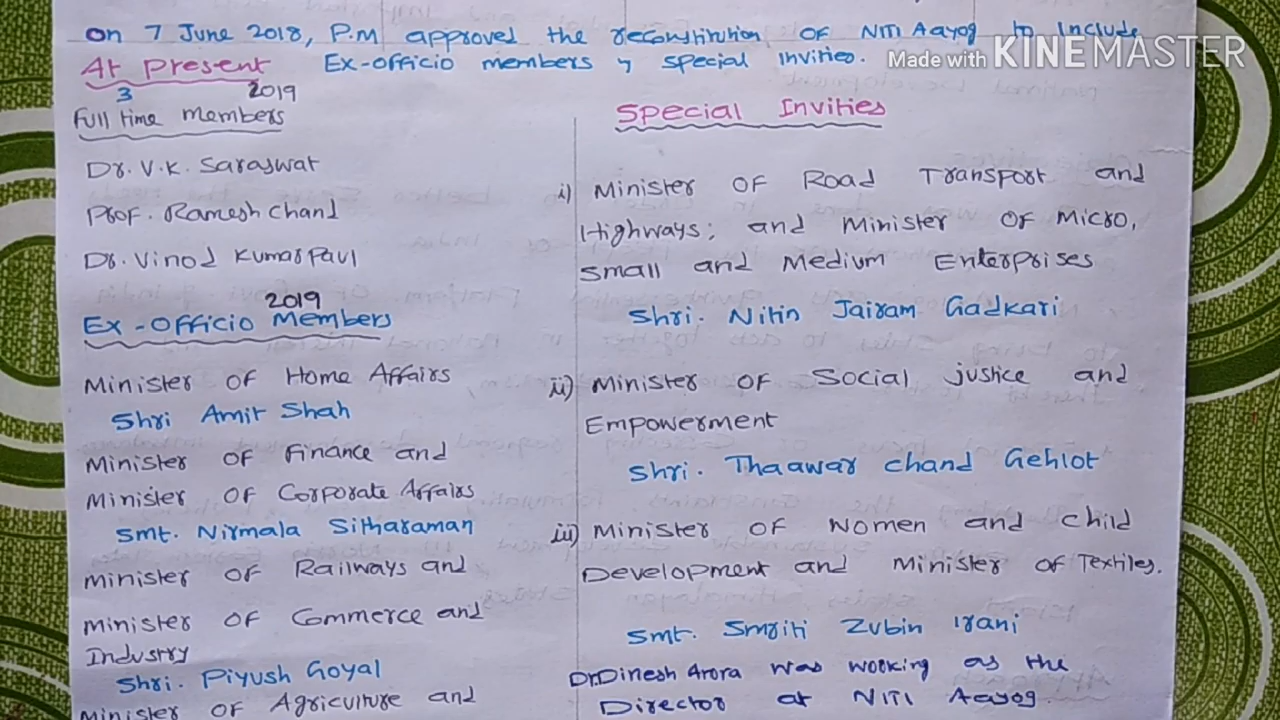 On 7 June 2018, P.M approved the reconstitution of NITI Aayog to Include
Ex-officio members & special invities.
Made with KINEMASTER
At present
3 2019
Full time members
Dr. V.K. Saraswat
Prof. Ramesh Chand
Dr. Vinod Kumar Paul
2019
Ex-officio Members
Minister of Home Affairs
Shri Amit Shah
Minister of Finance and
Minister of Corporate Affairs
Smt. Nirmala Sitharaman
Minister of Railways and
Minister of Commerce and
Industry
Shri. Piyush Goyal
Minister of Agriculture and
Special Invities
i) Minister of Road Transport and
Highways; and Minister of Micro,
Small and Medium Enterprises
Shri. Nitin Jairam Gadkari
ii) Minister of Social justice and
Empowerment
Shri. Thaawar chand Gehlot
iii) Minister of Women and child
Development and Minister of Textiles.
Smt. Smriti Zubin Irani
Dr.Dinesh Arora was working as the
Director at NITI Aayog.